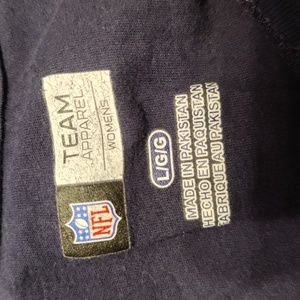 TEAM
APPAREL
WOMENS
NFL
L/G/G
MADE IN PAKISTAN
HECHO EN PAQUISTAN
FABRIQUE AU PAKISTAN